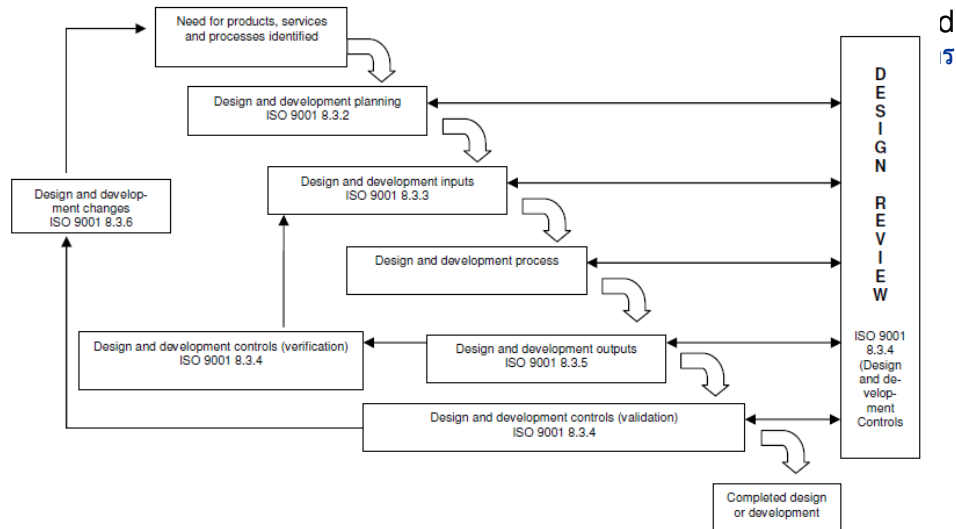 Need for products, services
and processes identified
d
าร
Design and development planning
ISO 9001 8.3.2
Design and development inputs
ISO 9001 8.3.3
Design and develop-
ment changes
ISO 9001 8.3.6
Design and development process
Design and development controls (verification)
ISO 9001 8.3.4
Design and development outputs
ISO 9001 8.3.5
Design and development controls (validation)
ISO 9001 8.3.4
Completed design
or development
D
E
S
I
G
N
R
E
V
I
E
W
ISO 9001
8.3.4
(Design
and de-
velop-
ment
Controls